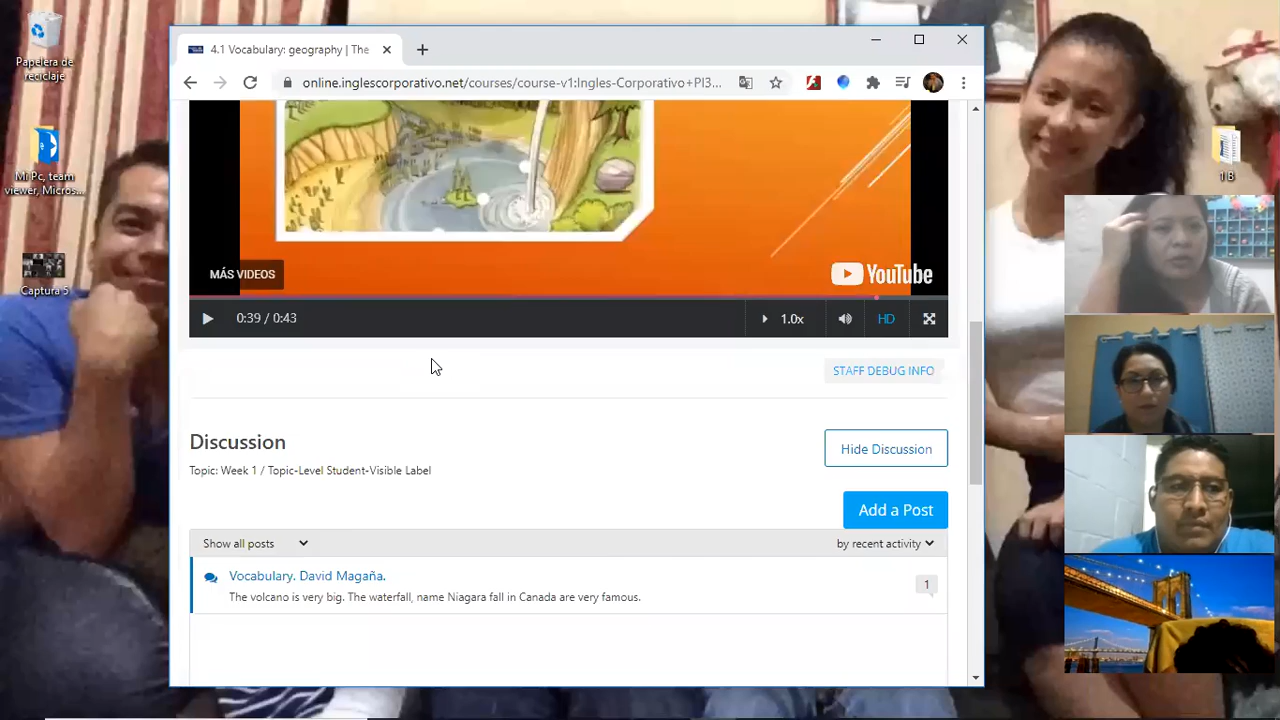 Papelera de
reciclaje
Mi Pc, team
viewer, Micros...
Captura 5
1 B
4.1 Vocabulary: geography | The
online.inglescorporativo.net/courses/course-v1:Ingles-Corporativo+PI3...
MÁS VIDEOS
YouTube
0:39 / 0:43
1.0x
HD
STAFF DEBUG INFO
Discussion
Hide Discussion
Topic: Week 1 / Topic-Level Student-Visible Label
Add a Post
Show all posts
by recent activity
Vocabulary. David Magaña.
1
The volcano is very big. The waterfall, name Niagara fall in Canada are very famous.